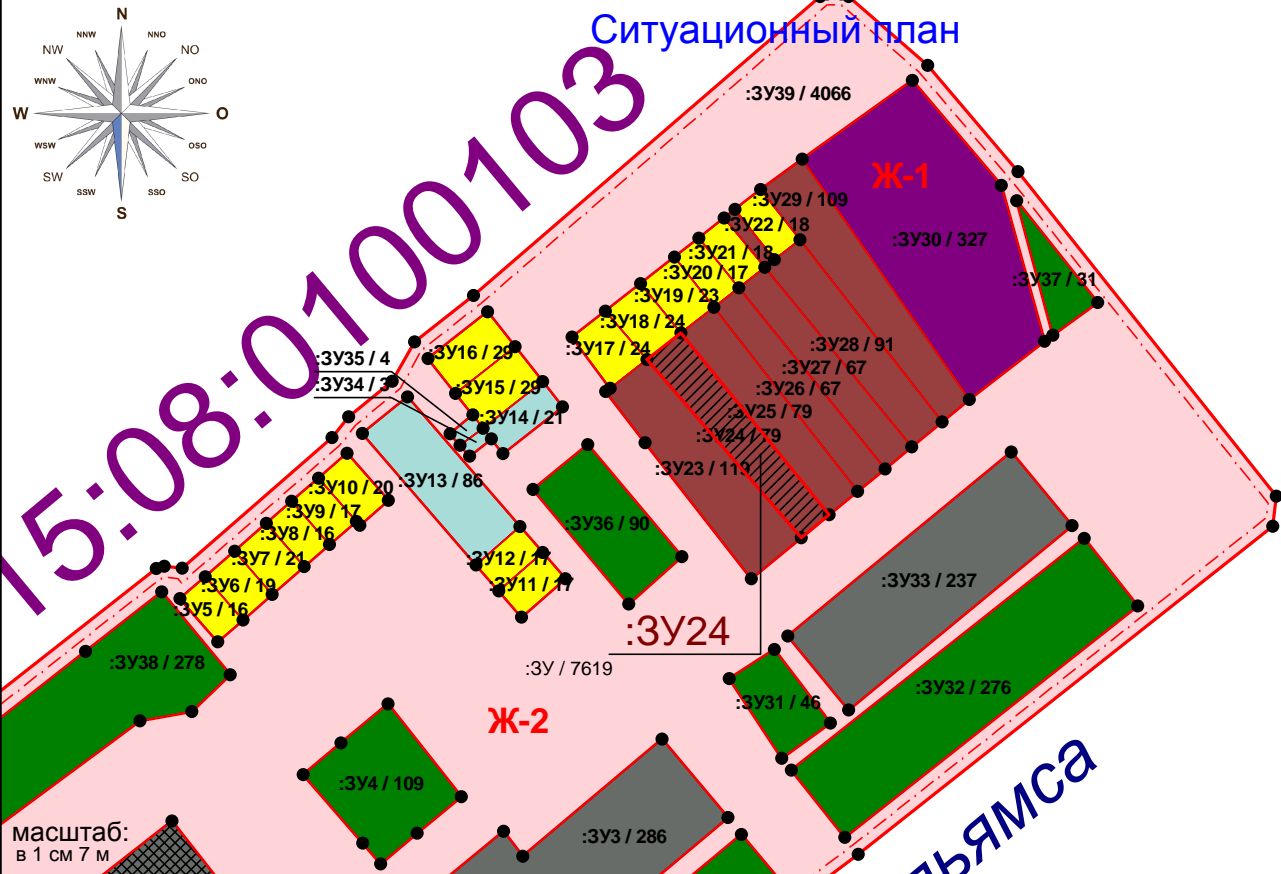 Ситуационный план
N
NNW
NNO
NW
NO
WNW
ONO
W
O
WSW
OSO
SW
SO
SSW
SSO
S
15:08:0100103
:ЗУ39 / 4066
Ж-1
:ЗУ29 / 109
:ЗУ22 / 18
:ЗУ30 / 327
:ЗУ21 / 18
:ЗУ20 / 17
:ЗУ37 / 31
:ЗУ19 / 23
:ЗУ18 / 24
:ЗУ17 / 24
:ЗУ28 / 91
:ЗУ27 / 67
:ЗУ26 / 67
:ЗУ25 / 79
:ЗУ24 / 79
:ЗУ23 / 110
:ЗУ16 / 29
:ЗУ35 / 4
:ЗУ34 / 3
:ЗУ15 / 29
:ЗУ14 / 21
:ЗУ13 / 86
:ЗУ10 / 20
:ЗУ9 / 17
:ЗУ8 / 16
:ЗУ7 / 21
:ЗУ6 / 19
:ЗУ5 / 16
:ЗУ36 / 90
:ЗУ12 / 17
:ЗУ11 / 17
:ЗУ33 / 237
:ЗУ24
:ЗУ38 / 278
:ЗУ / 7619
:ЗУ32 / 276
:ЗУ31 / 46
Ж-2
:ЗУ4 / 109
:ЗУ3 / 286
льямса
масштаб:
в 1 см 7 м